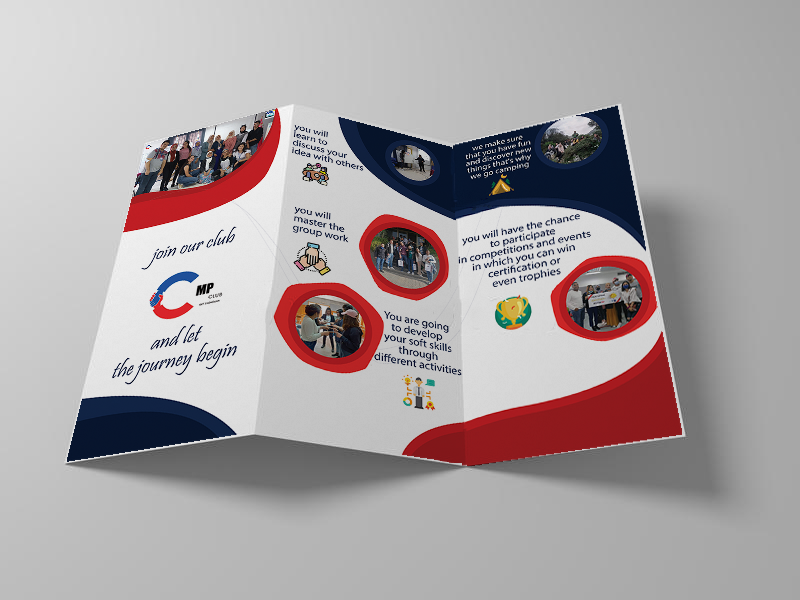 join our club
MP
CLUB
and let
the journey begin
you will
learn to
discuss your
idea with others
you will
master the
group work
You are going
to develop
your soft skills
through
different activities
we make sure
that you have fun
and discover new
things that's why
we go camping
you will have the chance
to participate
in competitions and events
in which you can win
certification or
even trophies